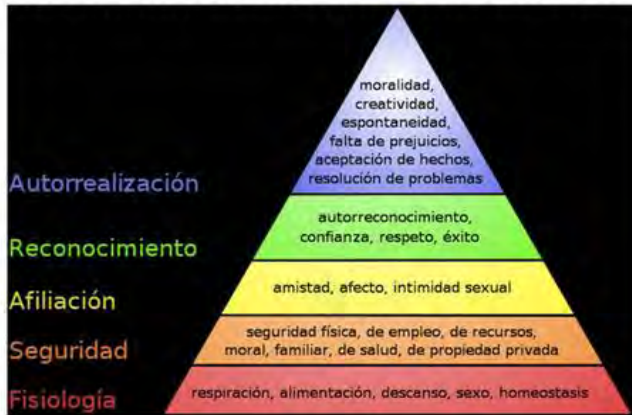 moralidad,
creatividad,
espontaneidad,
falta de prejuicios,
aceptación de hechos,
resolución de problemas
Autorrealización
autorreconocimiento,
confianza, respeto, éxito
Reconocimiento
amistad, afecto, intimidad sexual
Afiliación
seguridad física, de empleo, de recursos,
moral, familiar, de salud, de propiedad privada
Seguridad
respiración, alimentación, descanso, sexo, homeostasis
Fisiología